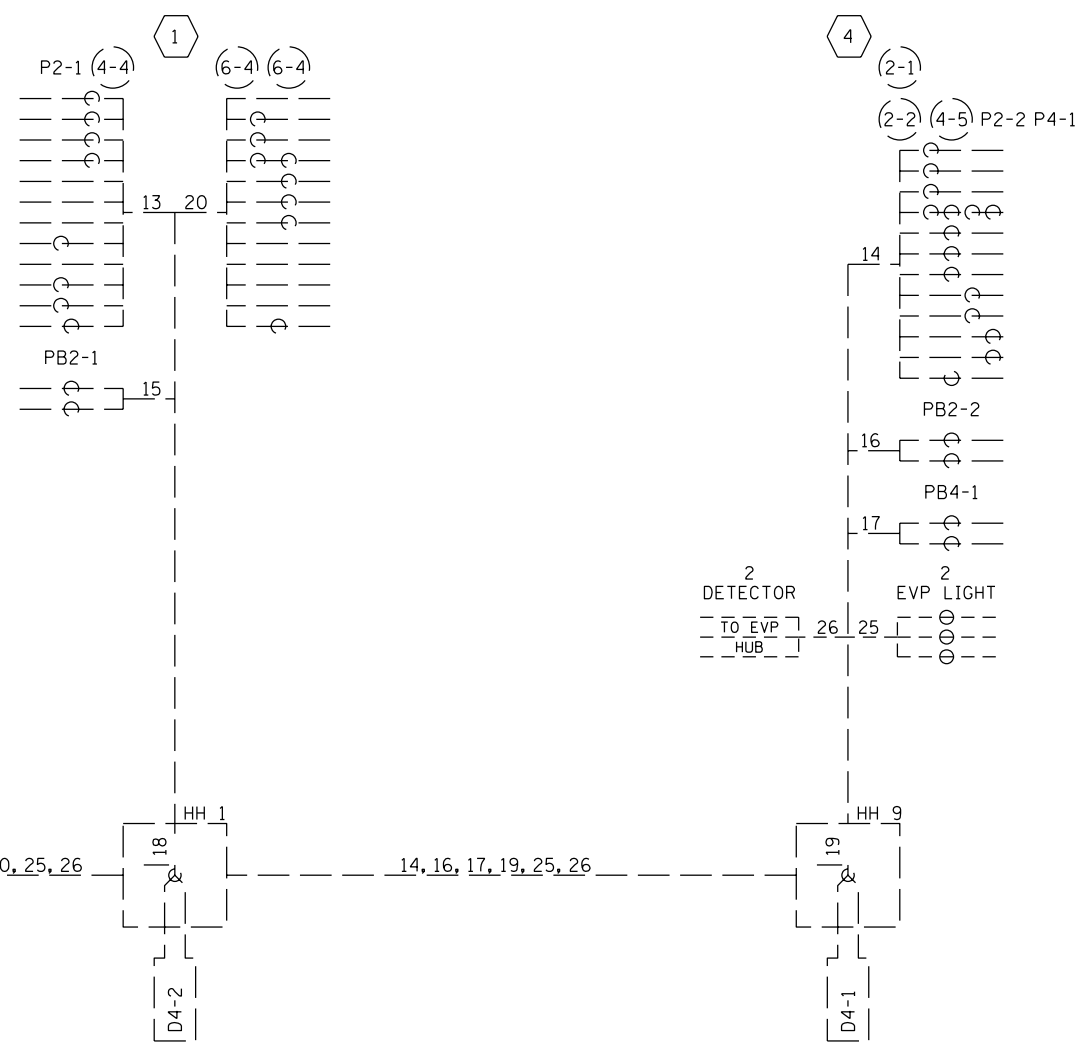 1
4
P2-1 4-4
6-4 6-4
2-1
2-2 4-5 P2-2 P4-1
13 20
14
PB2-1
15
PB2-2
16
PB4-1
17
2
DETECTOR
2
EVP LIGHT
TO EVP
HUB
26 25
HH 1
HH 9
18
19
0, 25, 26
14, 16, 17, 19, 25, 26
D4-2
D4-1